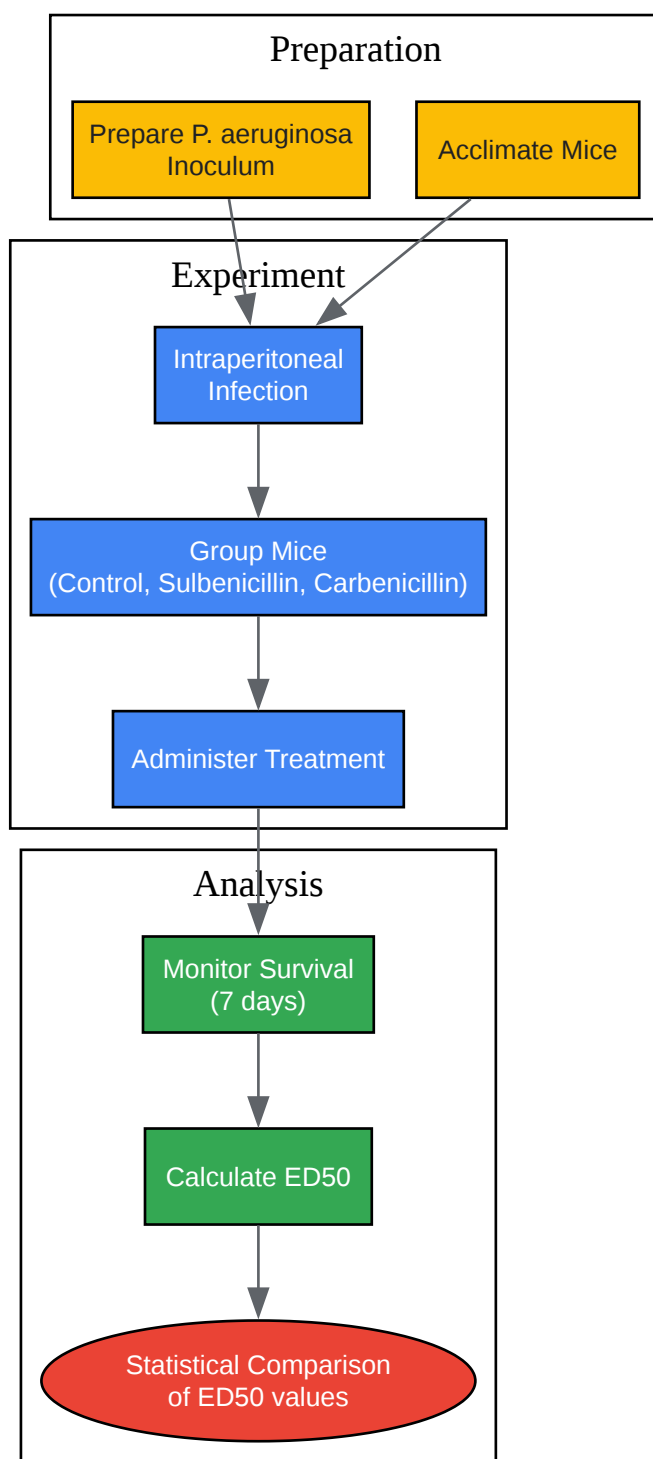 Preparation
Prepare P. aeruginosa
Inoculum
Acclimate Mice
Experiment
Intraperitoneal
Infection
Group Mice
(Control, Sulbenicillin, Carbenicillin)
Administer Treatment
Analysis
Monitor Survival
(7 days)
Calculate ED50
Statistical Comparison
of ED50 values